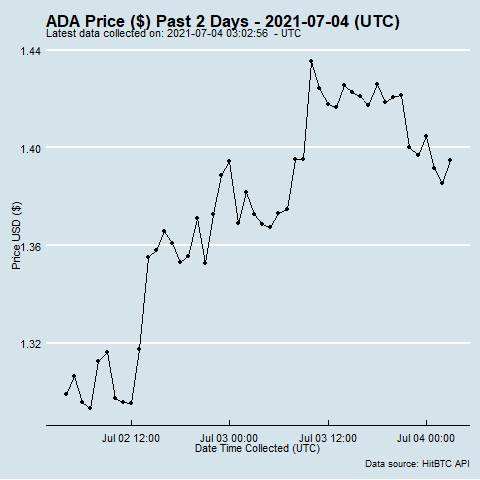 ADA Price ($) Past 2 Days - 2021-07-04 (UTC)
Latest data collected on: 2021-07-04 03:02:56  - UTC
1.44
1.40
1.36
1.32
Price USD ($)
Jul 02 12:00
Jul 03 00:00
Jul 03 12:00
Jul 04 00:00
Date Time Collected (UTC)
Data source: HitBTC API